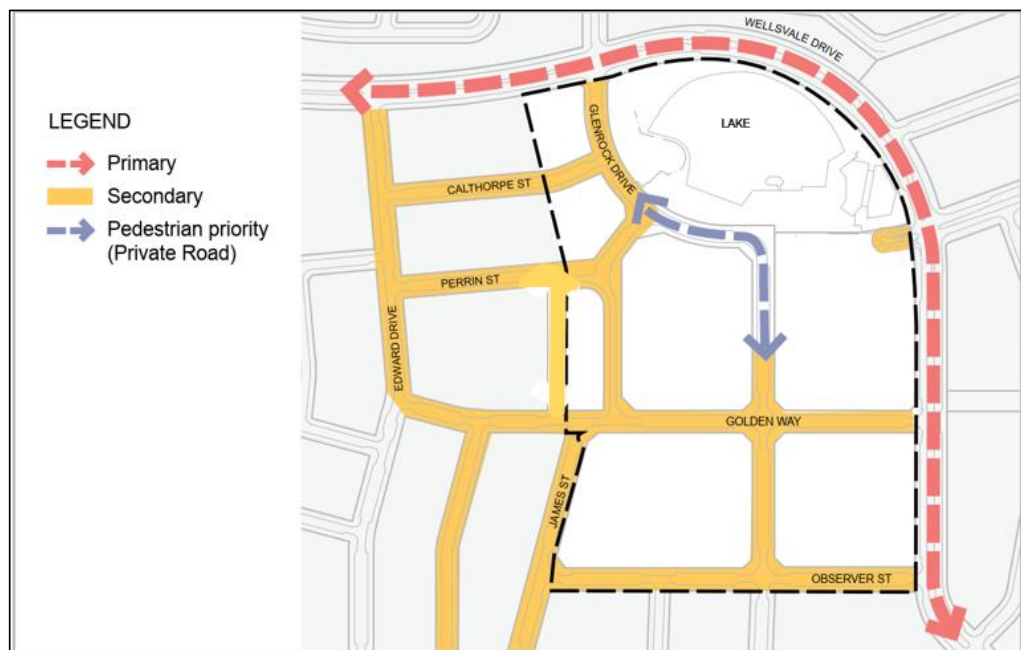 LEGEND
Primary
Secondary
Pedestrian priority
(Private Road)
WELLSVALE DRIVE
GLENROCK DRIVE
LAKE
CALTHORPE ST
PERRIN ST
EDWARD DRIVE
GOLDEN WAY
JAMES ST
OBSERVER ST